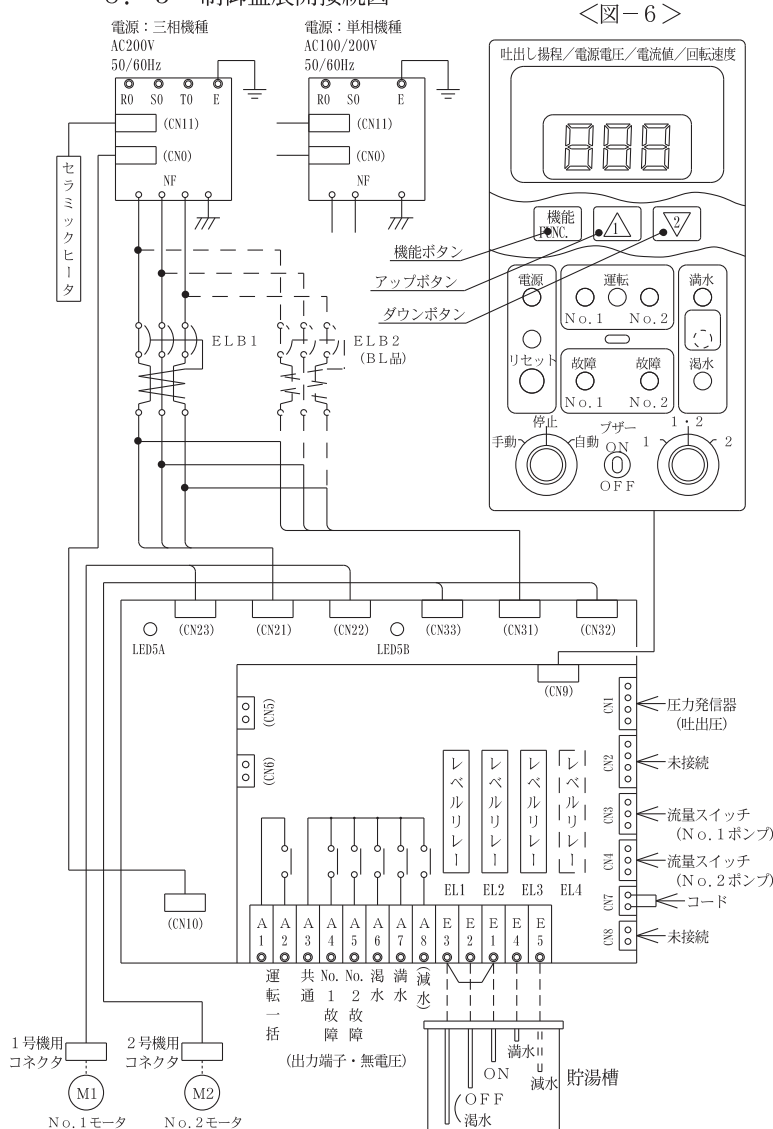 <図−6>
電源：三相機種
AC200V
50/60Hz
電源：単相機種
AC100/200V
50/60Hz
R0 S0 T0 E
(CN11)
(CN0)
NF
R0 S0 E
(CN11)
(CN0)
NF
セラミックヒータ
吐出し揚程／電源電圧／電流値／回転速度
888
機能
FUNC.
1
2
機能ボタン
アップボタン
ダウンボタン
電源
運転
満水
No.1 No.2
リセット
故障 故障
渇水
No.1 No.2
停止
手動 自動
ブザー
ON
OFF
1・2
1 2
ELB1
ELB2
(BL品)
(CN23) (CN21) (CN22) (CN33) (CN31) (CN32)
LED5A
LED5B
(CN9)
(CN5)
(CN6)
CN1
圧力発信器
(吐出圧)
CN2
未接続
CN3
流量スイッチ
(No.1ポンプ)
CN4
流量スイッチ
(No.2ポンプ)
CN7
コード
CN8
未接続
レベルリレー
レベルリレー
レベルリレー
レベルリレー
EL1 EL2 EL3 EL4
(CN10)
A1 A2 A3 A4 A5 A6 A7 A8 E3 E2 E1 E4 E5
運転一括
共通
No.1故障
No.2故障
渇水
満水
(減水)
(出力端子・無電圧)
1号機用
コネクタ
2号機用
コネクタ
M1
M2
No.1モータ
No.2モータ
満水
減水
ON
OFF
渇水
貯湯槽